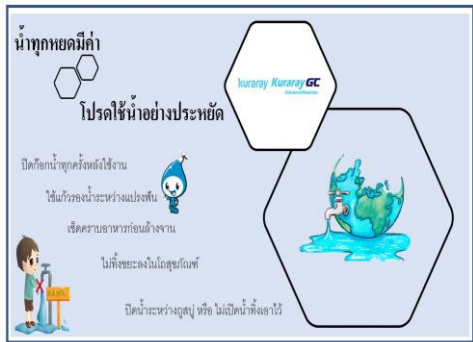 น้ำทุกหยดมีค่า
โปรดใช้น้ำอย่างประหยัด
kuraray KurarayGC
Advanced Materials
ปิดก๊อกน้ำทุกครั้งหลังใช้งาน
ใช้แก้วรองน้ำระหว่างแปรงฟัน
เช็ดคราบอาหารก่อนล้างจาน
ไม่ทิ้งขยะลงในโถสุขภัณฑ์
ปิดน้ำระหว่างถูสบู่ หรือ ไม่เปิดน้ำทิ้งเอาไว้